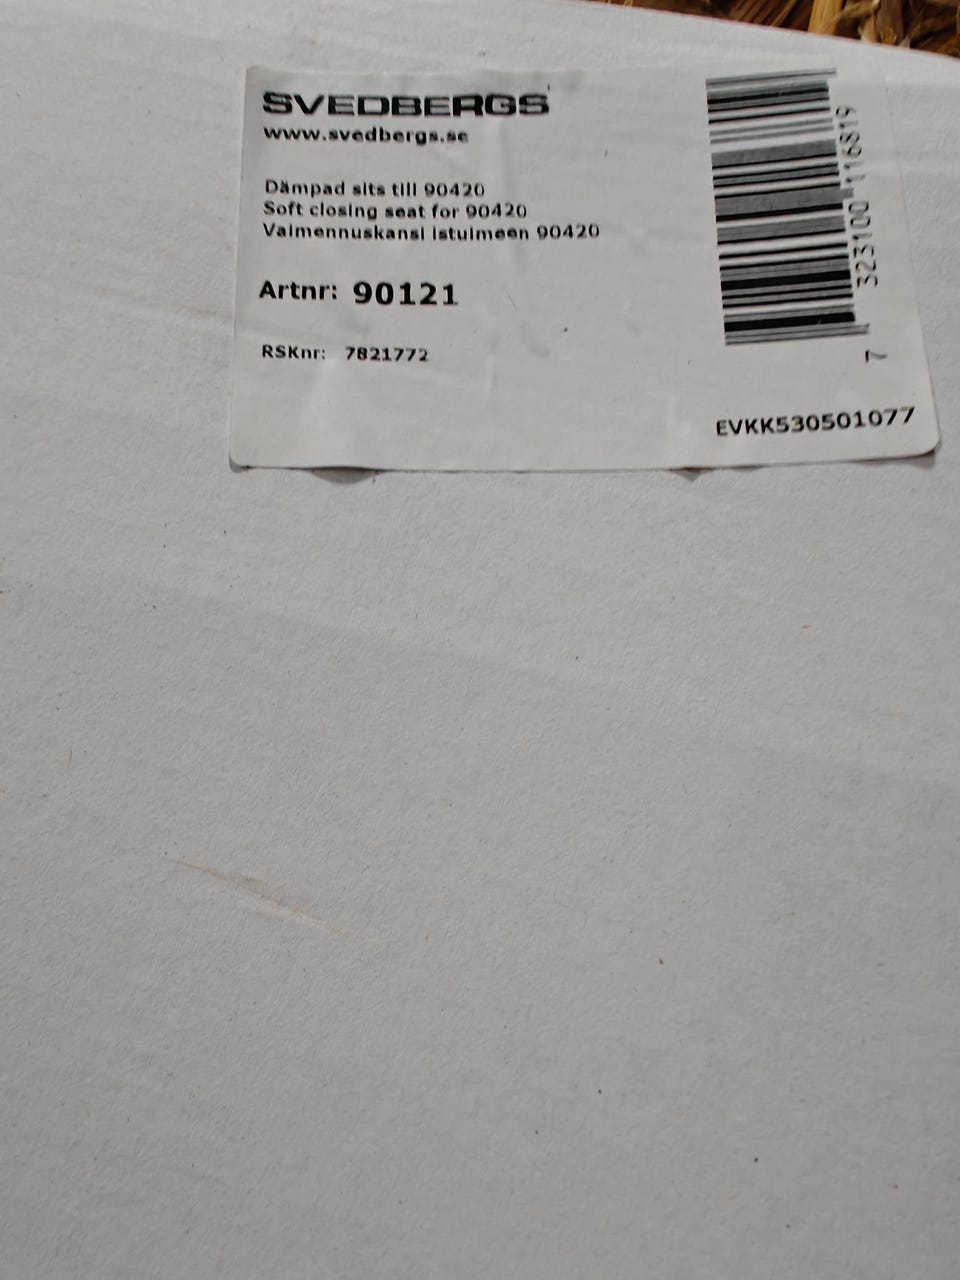 SVEDBERGS
www.svedbergs.se
Dämpad sits till 90420
Soft closing seat for 90420
Vaimennuskansi istuimeen 90420
Artnr: 90121
RSKnr: 7821772
7 323100 116819
EVKK530501077